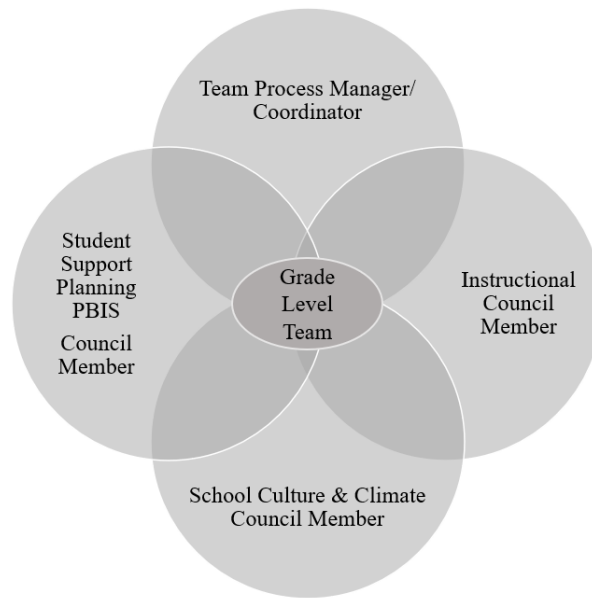 Team Process Manager/
Coordinator
Student
Support
Planning
PBIS
Council
Member
Grade
Level
Team
Instructional
Council
Member
School Culture & Climate
Council Member